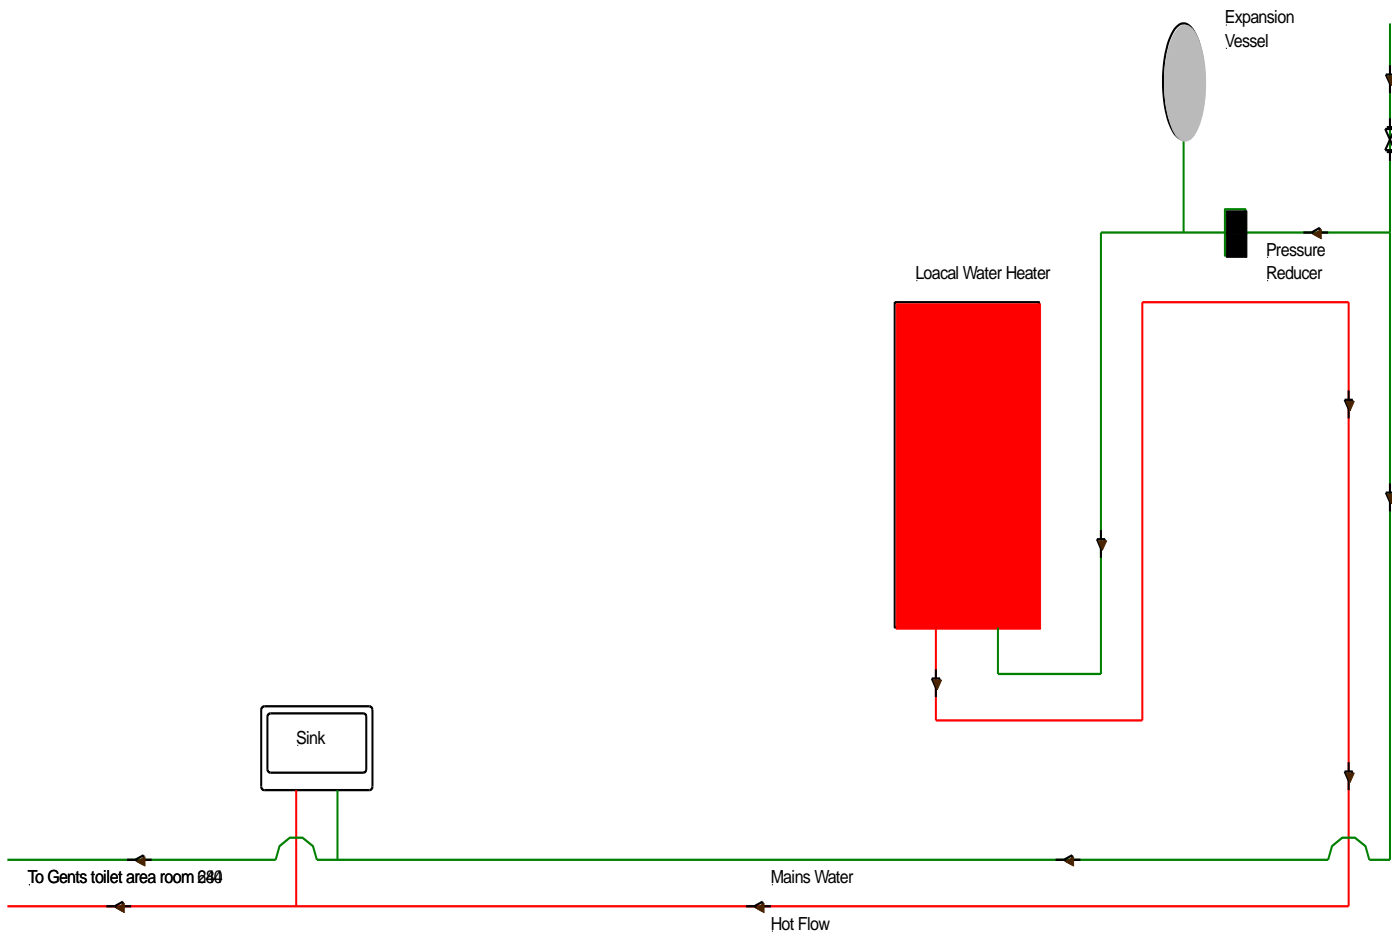 Expansion
Vessel
Pressure
Reducer
Loacal Water Heater
Sink
To Gents toilet area room
Mains Water
Hot Flow